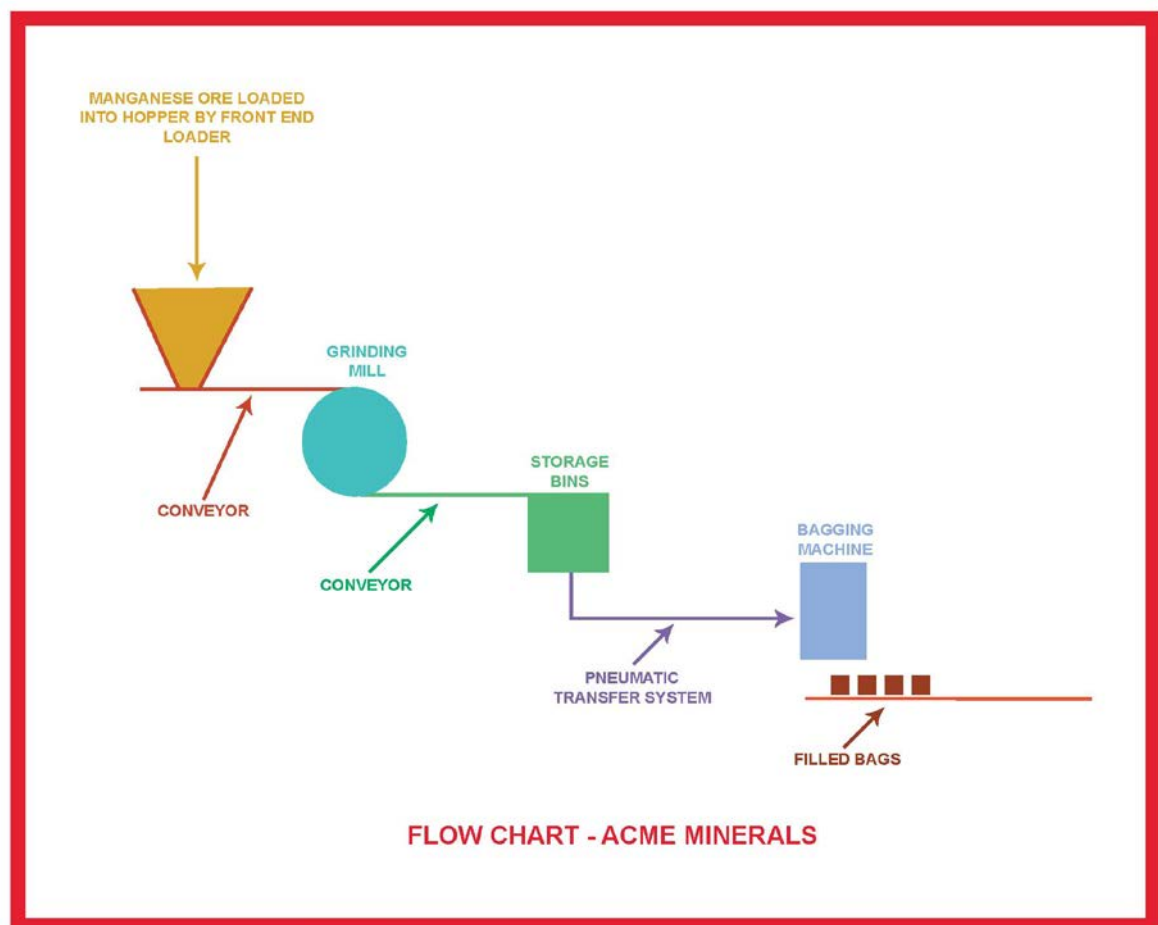 MANGANESE ORE LOADED
INTO HOPPER BY FRONT END
LOADER
GRINDING
MILL
CONVEYOR
STORAGE
BINS
CONVEYOR
BAGGING
MACHINE
PNEUMATIC
TRANSFER SYSTEM
FILLED BAGS
FLOW CHART - ACME MINERALS